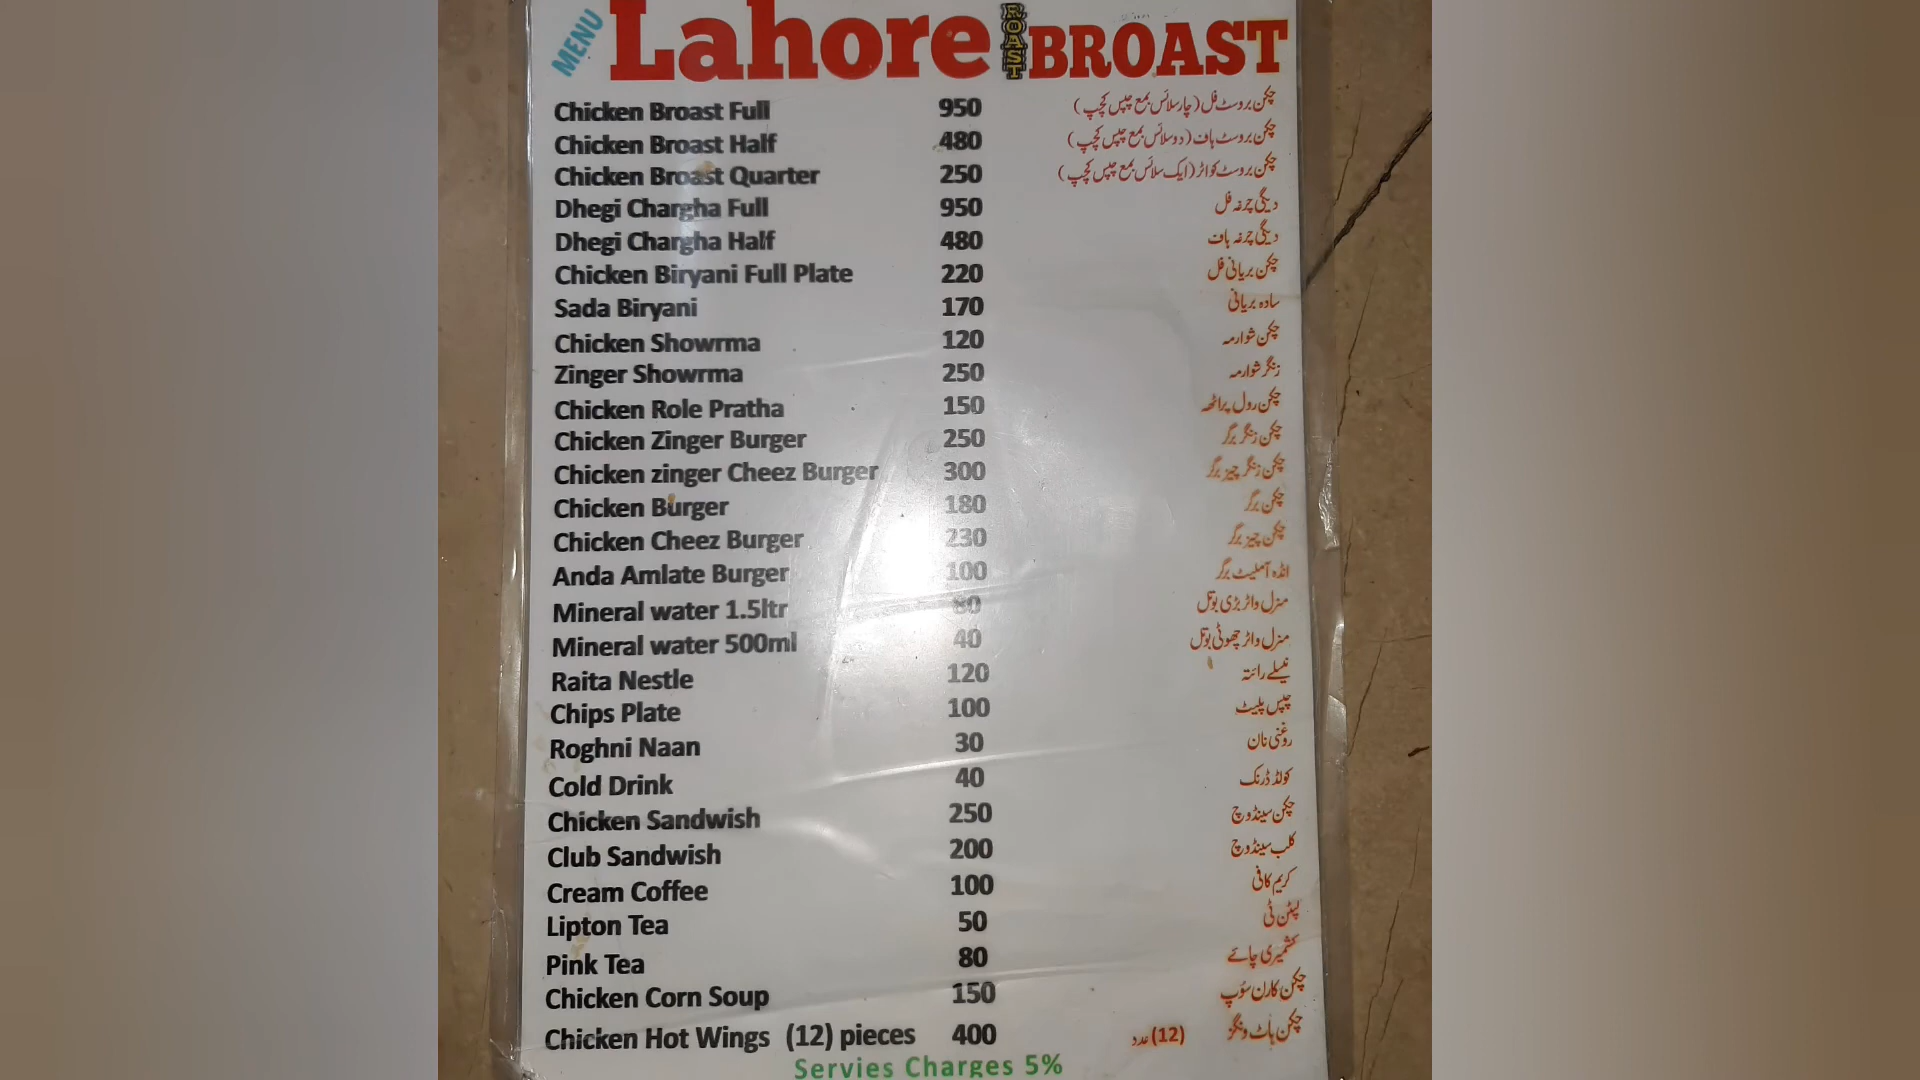 MENU Lahore ROAST BROAST
Chicken Broast Full 950 چکن بروسٹ فل (چار سلائس بمع چپس کیچپ)
Chicken Broast Half 480 چکن بروسٹ ہاف (دو سلائس بمع چپس کیچپ)
Chicken Broast Quarter 250 چکن بروسٹ کواٹر (ایک سلائس بمع چپس کیچپ)
Dhegi Chargha Full 950 دیگی چرغہ فل
Dhegi Chargha Half 480 دیگی چرغہ ہاف
Chicken Biryani Full Plate 220 چکن بریانی فل
Sada Biryani 170 سادہ بریانی
Chicken Showrma 120 چکن شوارمہ
Zinger Showrma 250 زنگر شوارمہ
Chicken Role Pratha 150 چکن رول پراٹھہ
Chicken Zinger Burger 250 چکن زنگر برگر
Chicken zinger Cheez Burger 300 چکن زنگر چیز برگر
Chicken Burger 180 چکن برگر
Chicken Cheez Burger 230 چکن چیز برگر
Anda Amlate Burger 100 انڈہ آملیٹ برگر
Mineral water 1.5ltr 80 منرل واٹر بڑی بوتل
Mineral water 500ml 40 منرل واٹر چھوٹی بوتل
Raita Nestle 120 نیسلے رائتہ
Chips Plate 100 چپس پلیٹ
Roghni Naan 30 روغنی نان
Cold Drink 40 کولڈ ڈرنک
Chicken Sandwish 250 چکن سینڈوچ
Club Sandwish 200 کلب سینڈوچ
Cream Coffee 100 کریم کافی
Lipton Tea 50 لپٹن ٹی
Pink Tea 80 کشمیری چائے
Chicken Corn Soup 150 چکن کارن سوُپ
Chicken Hot Wings (12) pieces 400 چکن ہاٹ ونگز (12) عدد
Servies Charges 5%